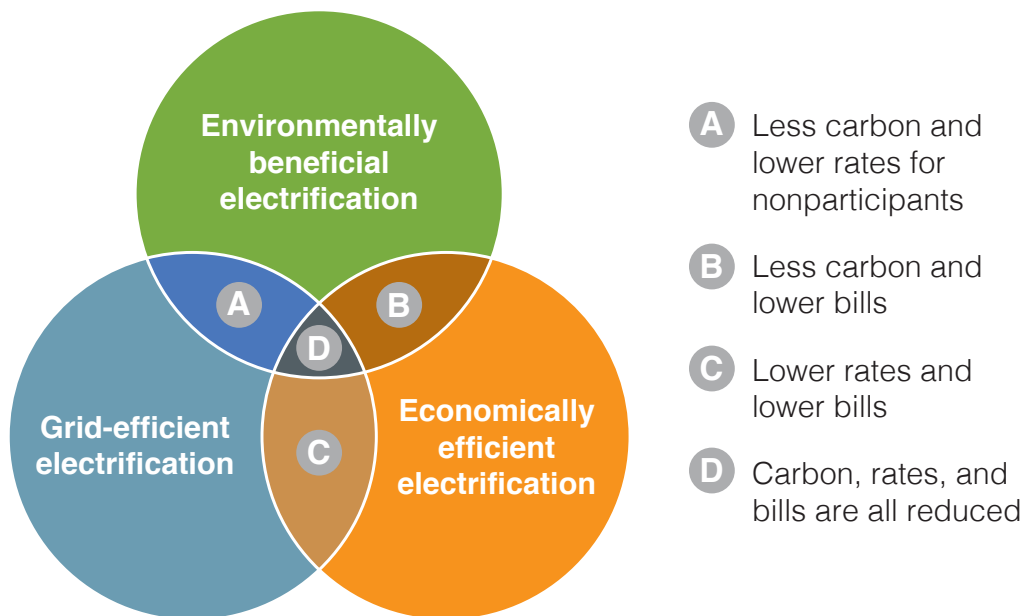 Environmentally
beneficial
electrification
A
B
D
Grid-efficient
electrification
C
Economically
efficient
electrification
A Less carbon and
lower rates for
nonparticipants
B Less carbon and
lower bills
C Lower rates and
lower bills
D Carbon, rates, and
bills are all reduced